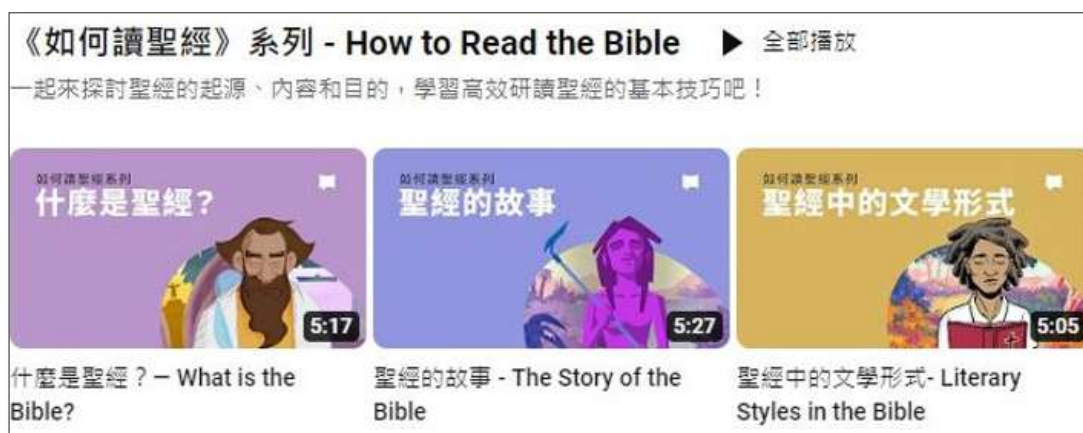 《如何讀聖經》系列 - How to Read the Bible ▶ 全部播放
一起來探討聖經的起源、內容和目的，學習高效研讀聖經的基本技巧吧！
如何讀聖經系列
什麼是聖經？
5:17
如何讀聖經系列
聖經的故事
5:27
如何讀聖經系列
聖經中的文學形式
5:05
什麼是聖經？– What is the
Bible?
聖經的故事 - The Story of the
Bible
聖經中的文學形式- Literary
Styles in the Bible